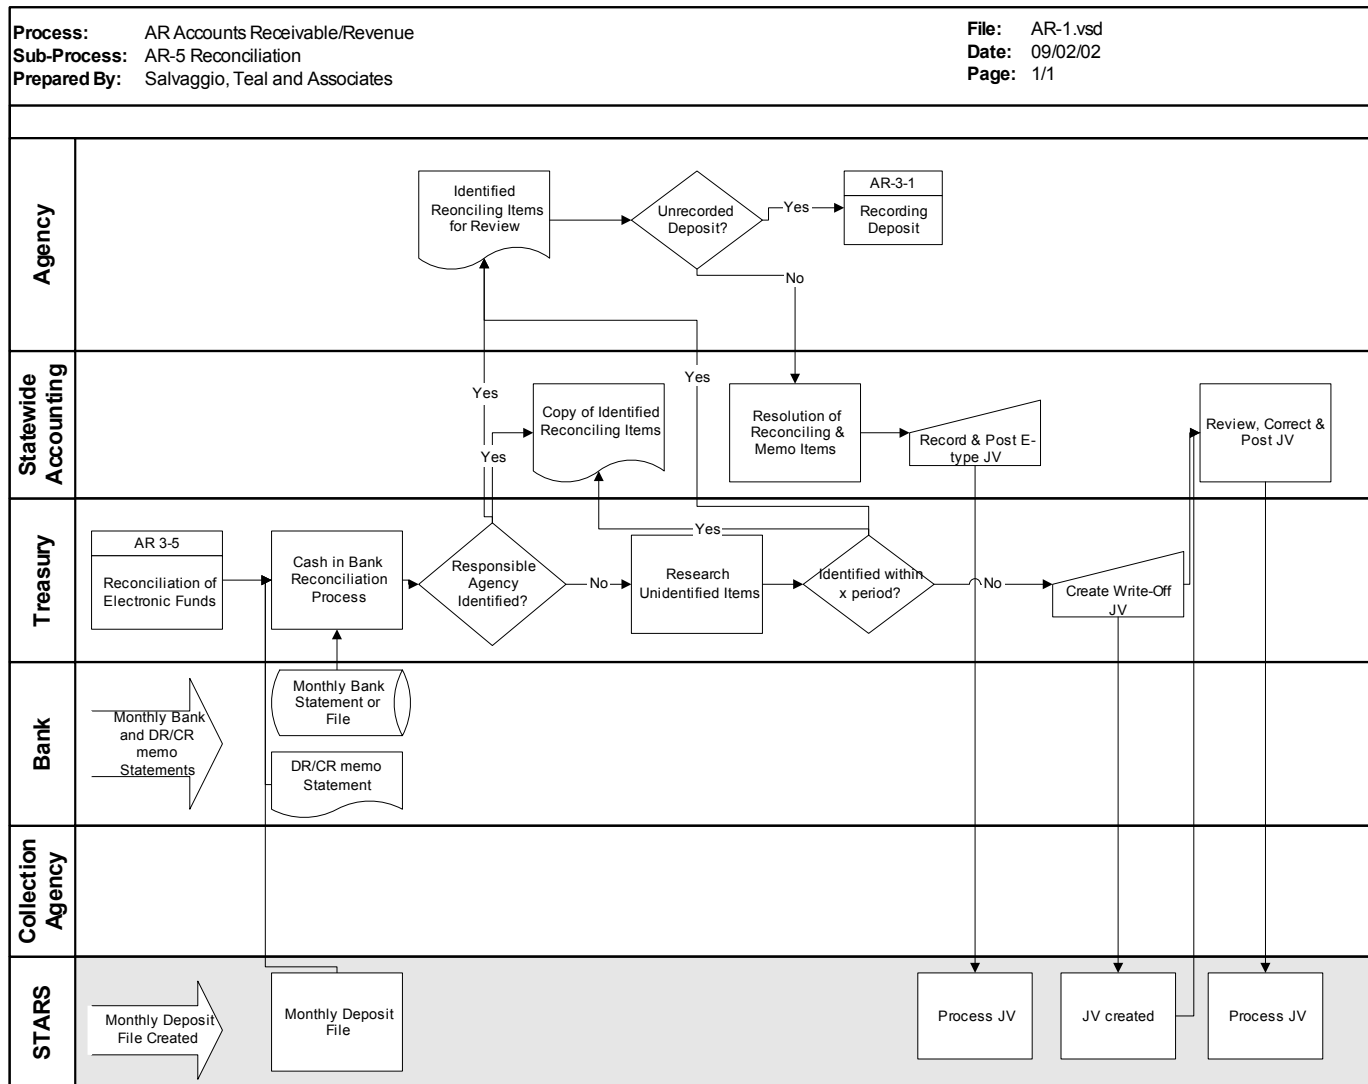 Process: AR Accounts Receivable/Revenue
Sub-Process: AR-5 Reconciliation
Prepared By: Salvaggio, Teal and Associates
File: AR-1.vsd
Date: 09/02/02
Page: 1/1
Agency
Identified
Reonciling Items
for Review
Unrecorded
Deposit?
Yes
AR-3-1
Recording
Deposit
No
Statewide
Accounting
Yes
Yes
Copy of Identified
Reconciling Items
Yes
Resolution of
Reconciling &
Memo Items
Record & Post E-
type JV
Review, Correct &
Post JV
Treasury
AR 3-5
Reconciliation of
Electronic Funds
Cash in Bank
Reconciliation
Process
Responsible
Agency
Identified?
No
Yes
Research
Unidentified Items
Identified within
x period?
No
Create Write-Off
JV
Bank
Monthly Bank
and DR/CR
memo
Statements
Monthly Bank
Statement or
File
DR/CR memo
Statement
Collection
Agency
STARS
Monthly Deposit
File Created
Monthly Deposit
File
Process JV
JV created
Process JV